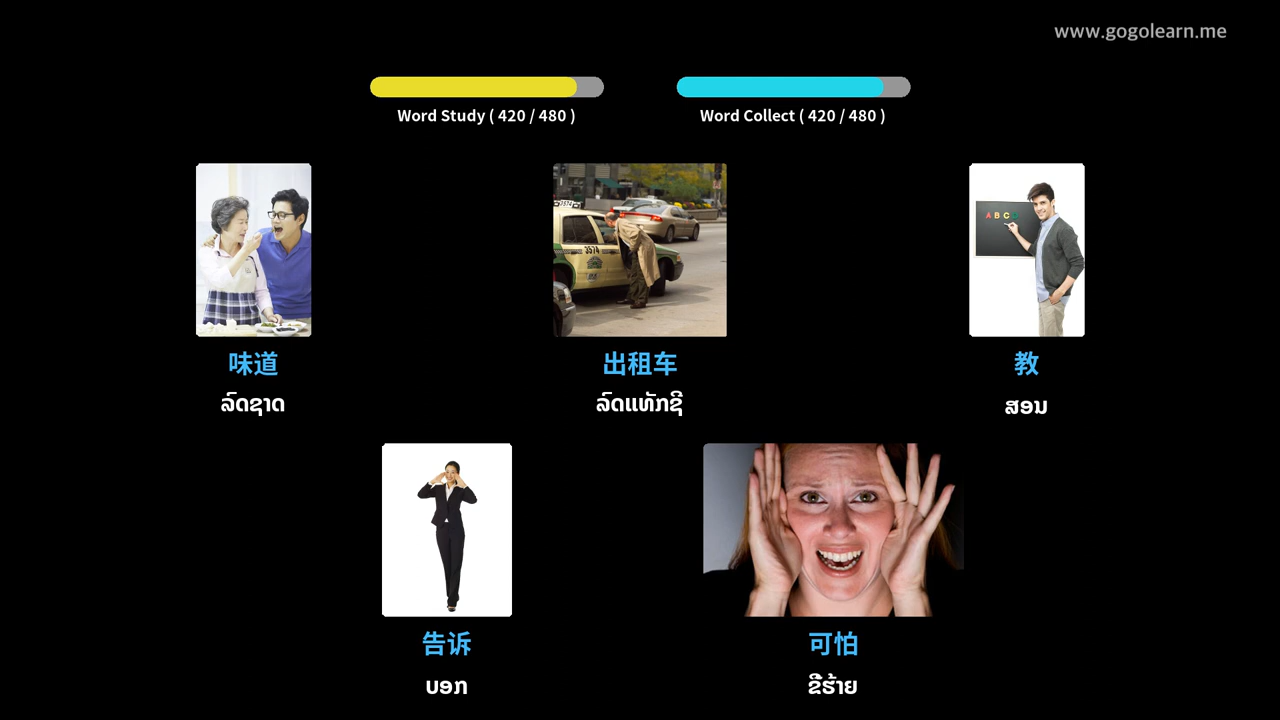 www.gogolearn.me
Word Study ( 420 / 480 )
Word Collect ( 420 / 480 )
3574
A B C
味道
出租车
教
ລົດຊາດ
ລົດແທັກຊີ
ສອນ
告诉
可怕
ບອກ
ຂີ້ຮ້າຍ